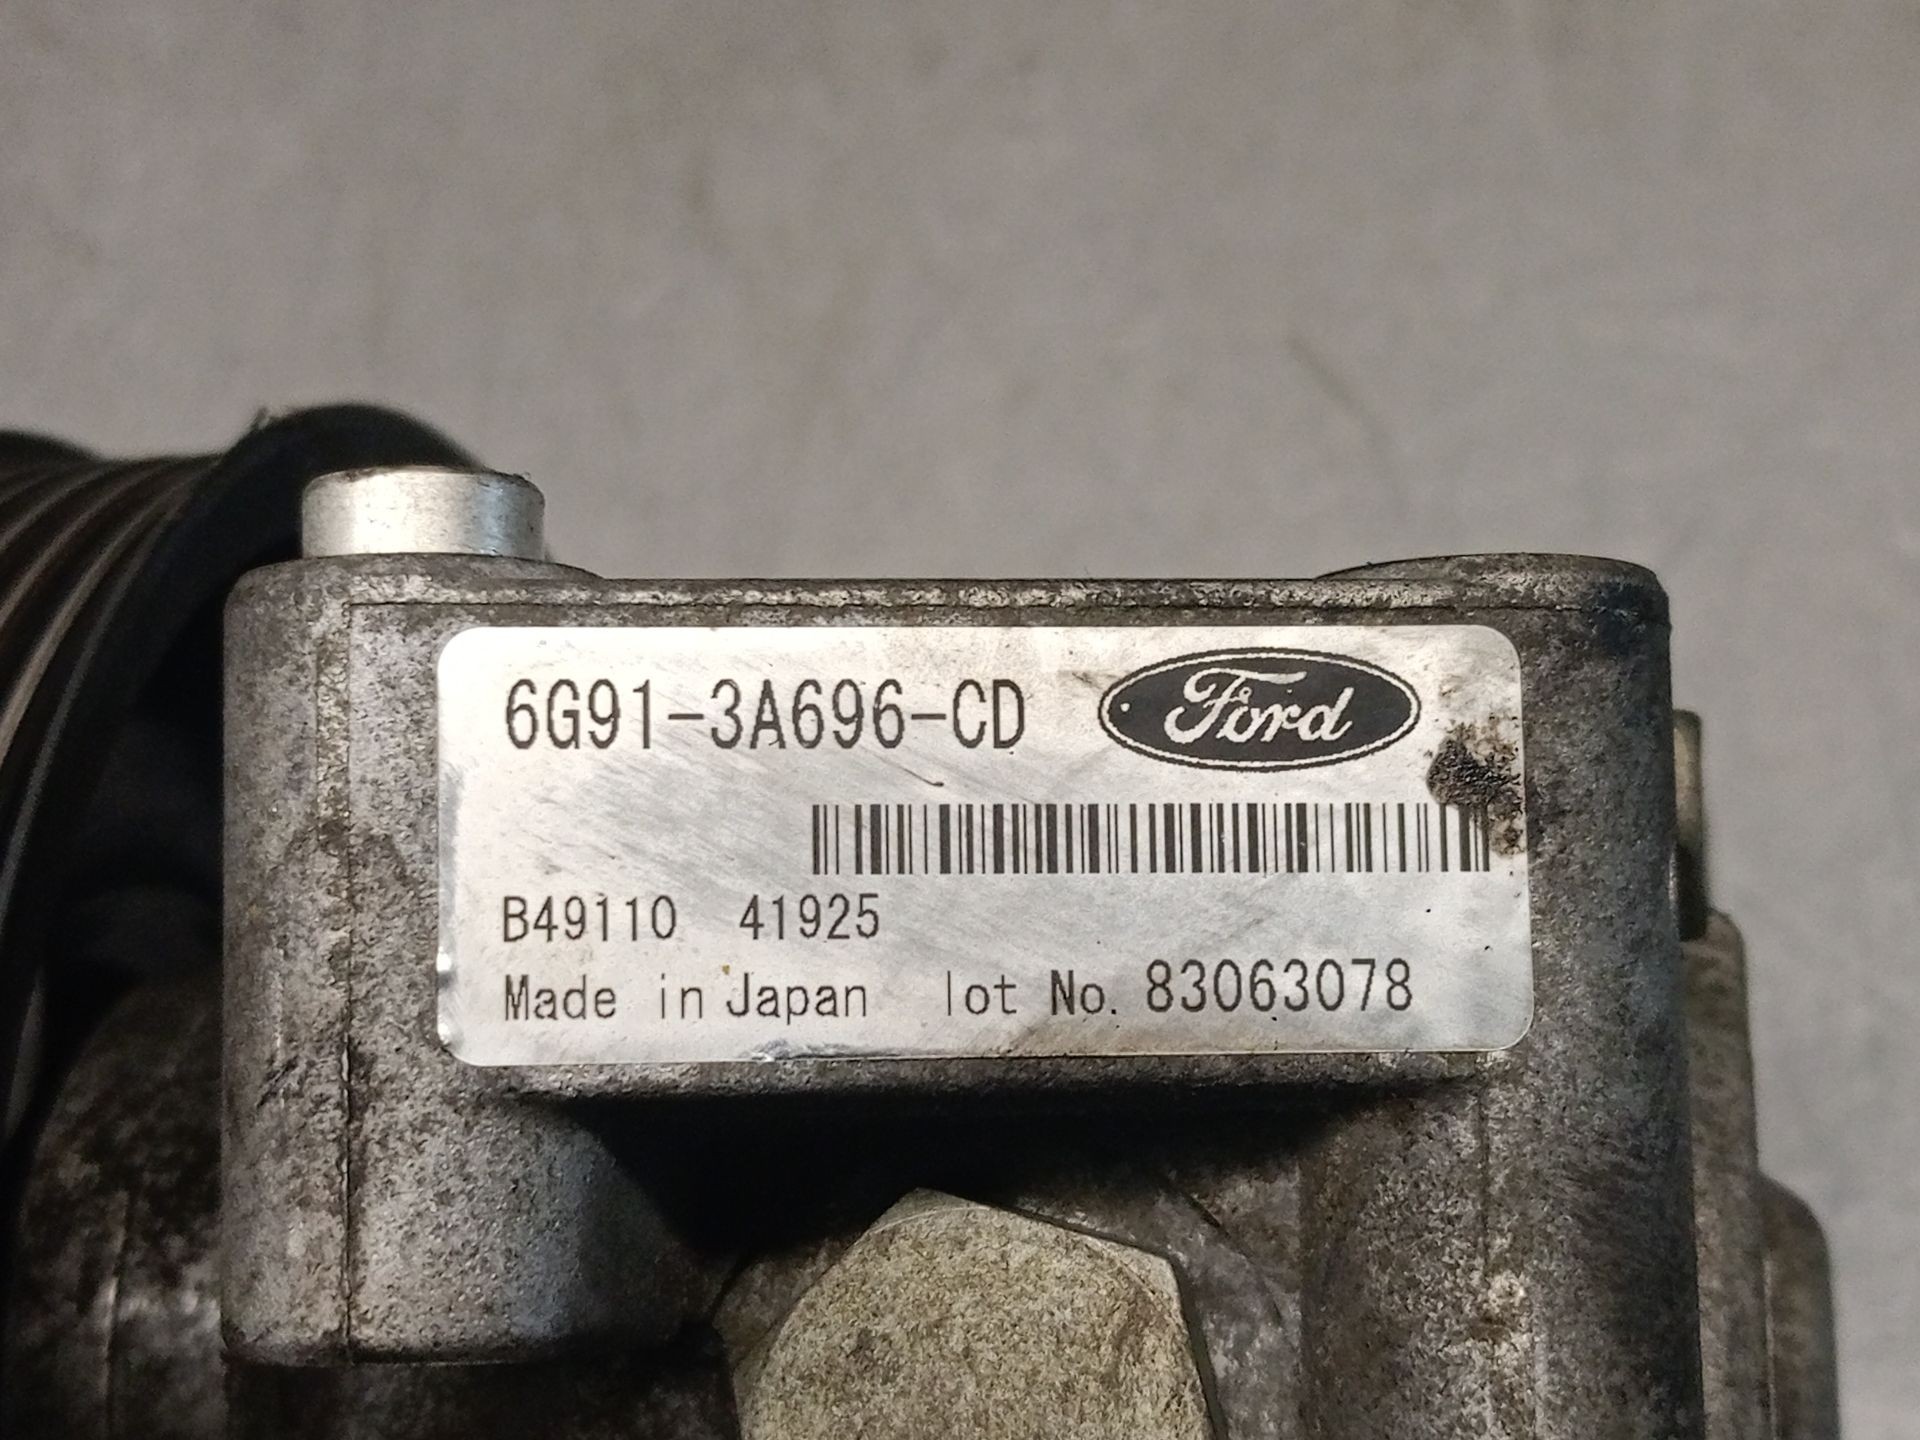 6G91-3A696-CD Ford
B49110 41925
Made in Japan lot No. 83063078